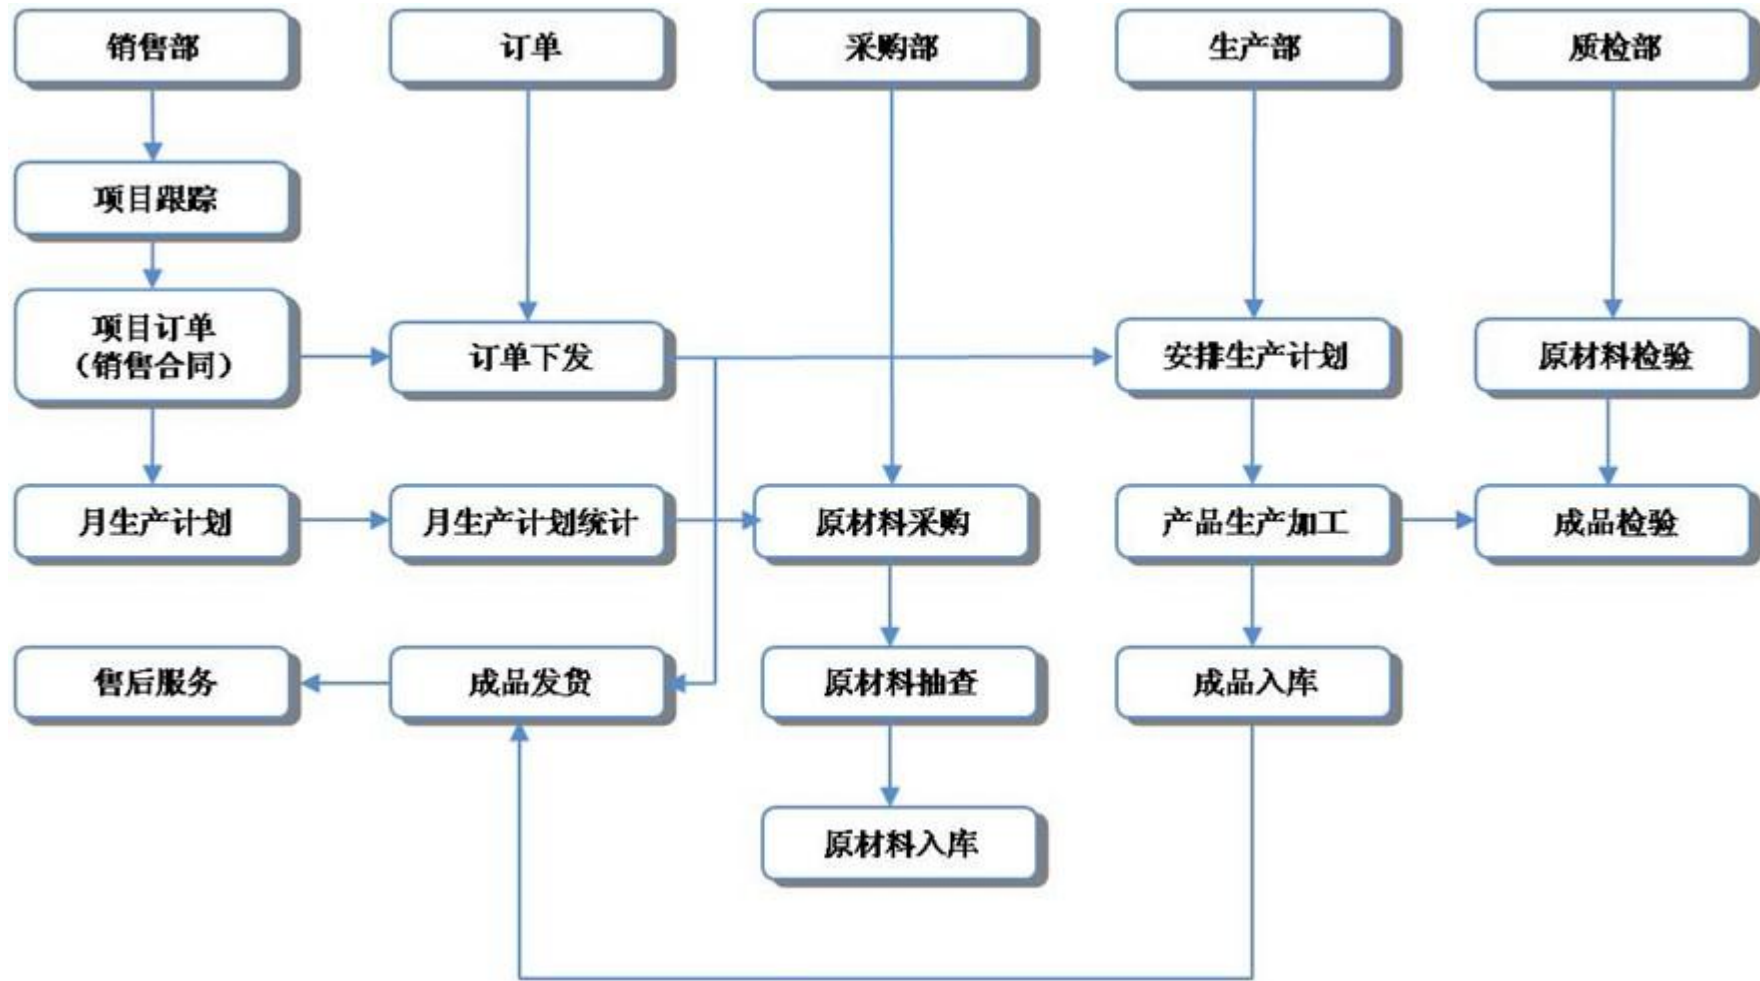 销售部
订单
采购部
生产部
质检部
项目跟踪
项目订单
（销售合同）
订单下发
安排生产计划
原材料检验
月生产计划
月生产计划统计
原材料采购
产品生产加工
成品检验
售后服务
成品发货
原材料抽查
成品入库
原材料入库